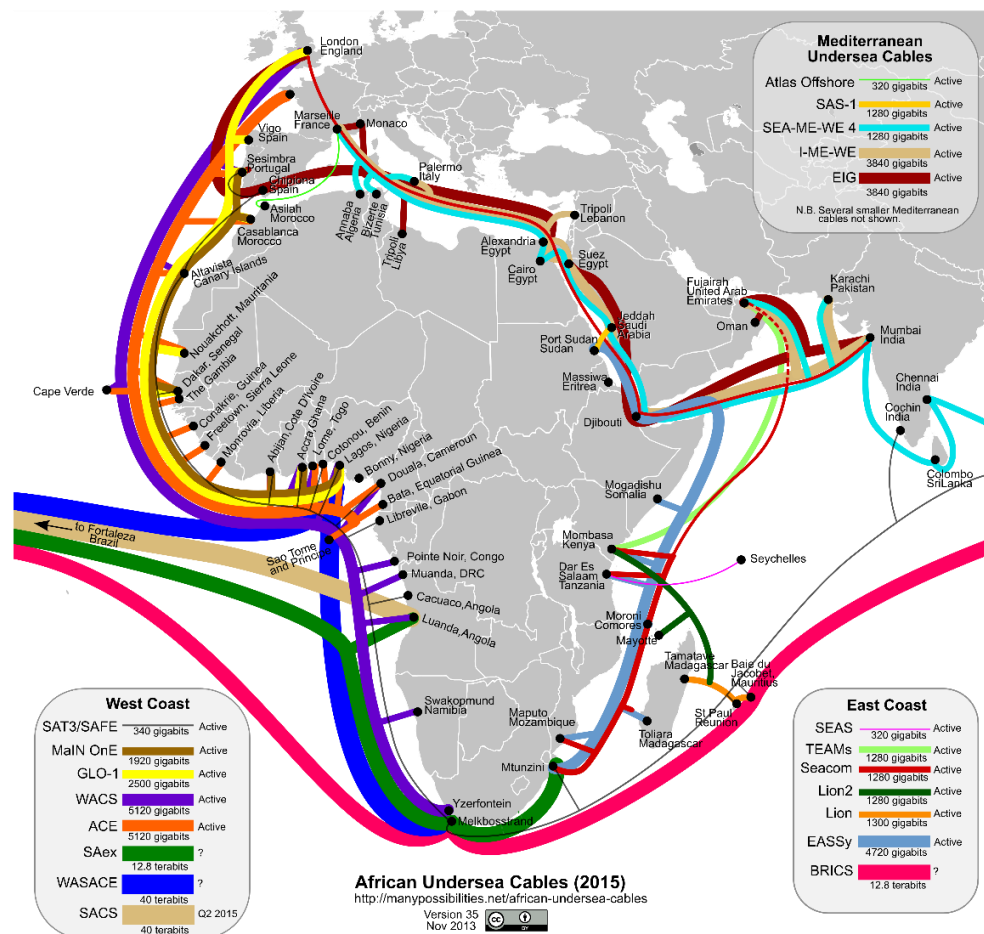 London
England
Marseille
France
Monaco
Vigo
Spain
Sesimbra
Portugal
Chipiona
Spain
Palermo
Italy
Asilah
Morocco
Casablanca
Morocco
Annaba
Algeria
Bizerte
Tunisia
Tripoli
Libya
Tripoli
Lebanon
Alexandria
Egypt
Cairo
Egypt
Suez
Egypt
Altavista
Canary Islands
Jeddah
Saudi
Arabia
Port Sudan
Sudan
Massiwa
Eritrea
Djibouti
Fujairah
United Arab
Emirates
Oman
Karachi
Pakistan
Mumbai
India
Chennai
India
Cochin
India
Colombo
SriLanka
Nouakchott, Mauritania
Dakar, Senegal
The Gambia
Cape Verde
Conakrie, Guinea
Freetown, Sierra Leone
Monrovia, Liberia
Abijan, Cote D'Ivoire
Accra, Ghana
Lome, Togo
Cotonou, Benin
Lagos, Nigeria
Bonny, Nigeria
Douala, Cameroun
Bata, Equatorial Guinea
Librevile, Gabon
Sao Tome
and Principe
to Fortaleza
Brazil
Pointe Noir, Congo
Muanda, DRC
Cacuaco,Angola
Luanda,Angola
Swakopmund
Namibia
Yzerfontein
Melkbosstrand
Mogadishu
Somalia
Mombasa
Kenya
Dar Es
Salaam
Tanzania
Seychelles
Moroni
Comores
Mayotte
Tamatave
Madagascar
Baie du
Jacobet,
Mauritius
St.Paul
Reunion
Toliara
Madagascar
Maputo
Mozambique
Mtunzini
Mediterranean
Undersea Cables
Atlas Offshore Active
320 gigabits
SAS-1 Active
1280 gigabits
SEA-ME-WE 4 Active
1280 gigabits
I-ME-WE Active
3840 gigabits
EIG Active
3840 gigabits
N.B. Several smaller Mediterranean
cables not shown.
West Coast
SAT3/SAFE Active
340 gigabits
MaIN OnE Active
1920 gigabits
GLO-1 Active
2500 gigabits
WACS Active
5120 gigabits
ACE Active
5120 gigabits
SAex ?
12.8 terabits
WASACE ?
40 terabits
SACS Q2 2015
40 terabits
East Coast
SEAS Active
320 gigabits
TEAMs Active
1280 gigabits
Seacom Active
1280 gigabits
Lion2 Active
1280 gigabits
Lion Active
1300 gigabits
EASSy Active
4720 gigabits
BRICS ?
12.8 terabits
African Undersea Cables (2015)
http://manypossibilities.net/african-undersea-cables
Version 35
Nov 2013
CC BY